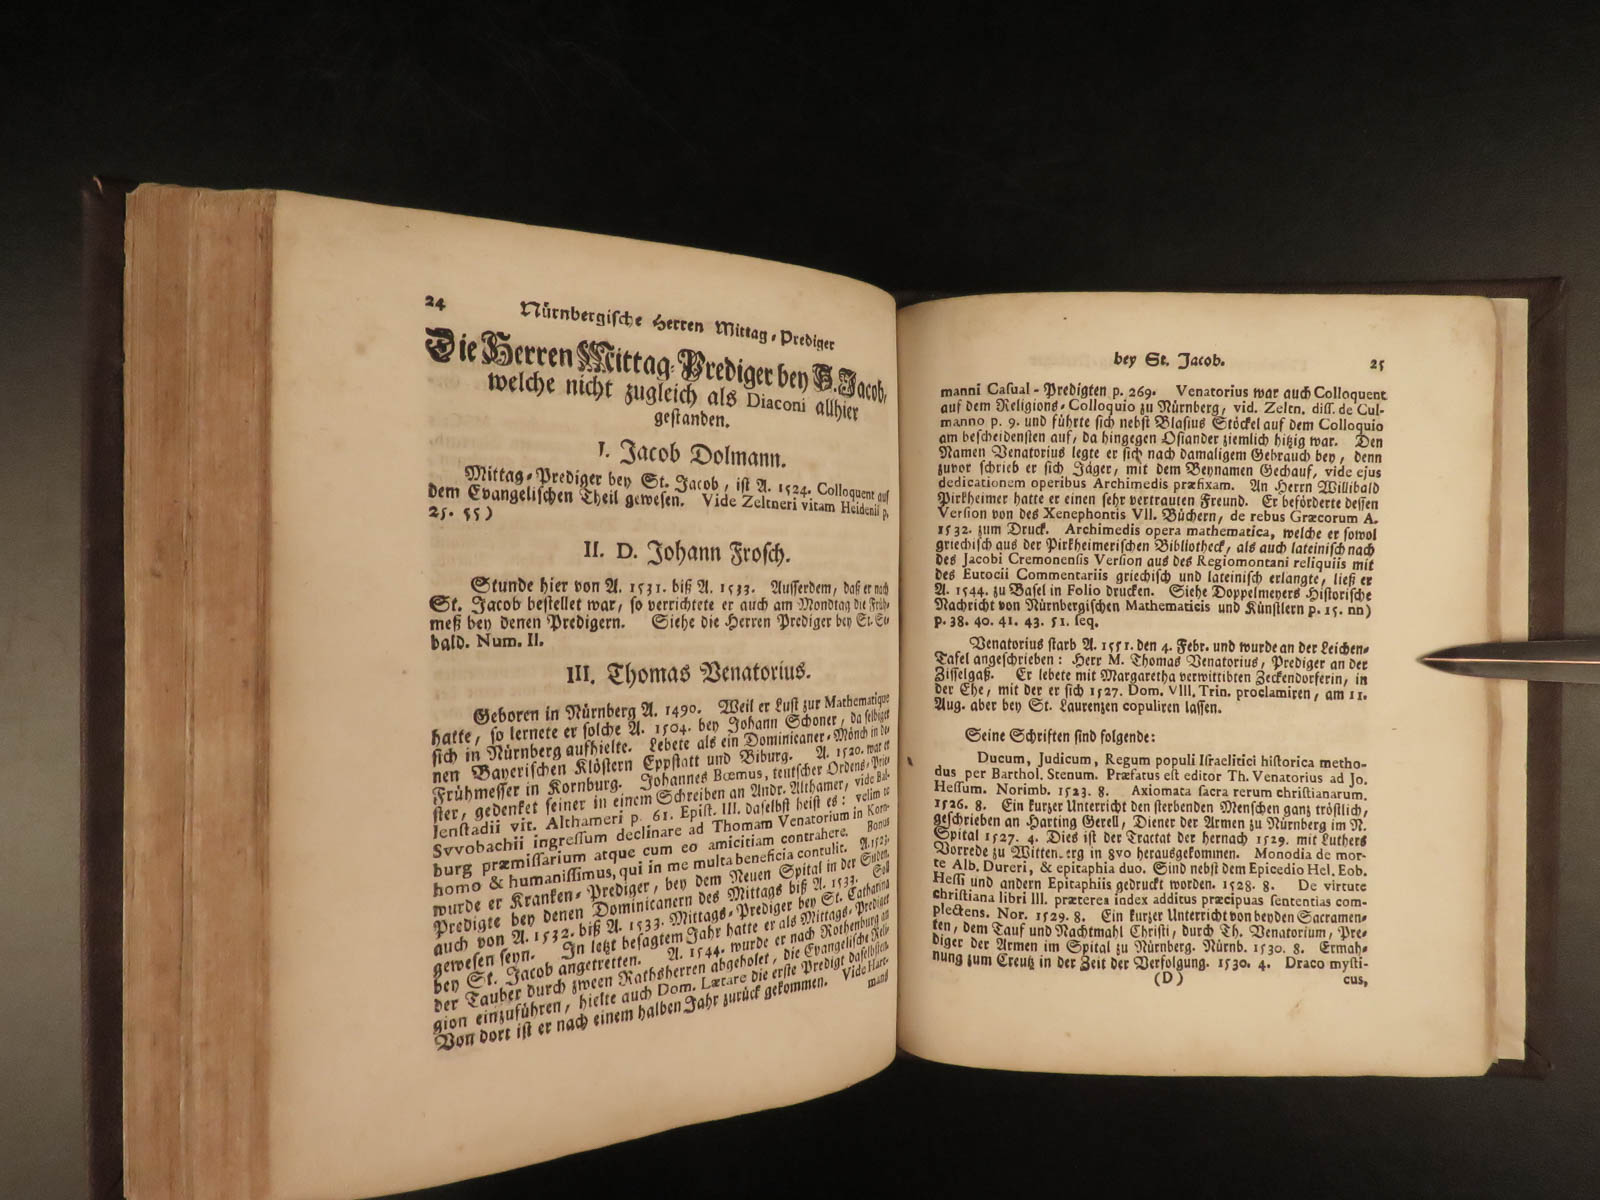 24 Nürnbergische Herren Mittag-Prediger
Die Herren Mittag-Prediger bey S. Jacob,
welche nicht zugleich als Diaconi allhier
gestanden.
I. Jacob Dolmann.
Mittag-Prediger bey St. Jacob, ist A. 1524. Colloquent auf
dem Evangelischen Theil gewesen. Vide Zeltneri vitam Heidenii p.
25. 55)
II. D. Johann Frosch.
Stunde hier von A. 1531. biß A. 1533. Ausserdem, daß er nach
St. Jacob bestellet war, so verrichtete er auch am Mondtag die Früh-
meß bey denen Predigern. Siehe die Herren Prediger bey St. Se-
bald. Num. II.
III. Thomas Venatorius.
Geboren in Nürnberg A. 1490. Weil er Lust zur Mathematique
hatte, so lernete er solche A. 1504. bey Johann Schoner, da selbiger
sich in Nürnberg aufhielte. Lebete als ein Dominicaner-Mönch in de-
nen Bayerischen Klöstern Eppstatt und Biburg. A. 1520. war er
Frühmesser in Kornburg. Johannes Bœmus, teutscher Ordens-Prie-
ster, gedenket seiner in einem Schreiben an Andr. Althamer, vide Bal-
lenstadii vit. Althameri p. 61. Epist. III. daselbst heist es: velim te
Svvobachii ingressum declinare ad Thomam Venatorium in Korn-
burg præmissarium atque cum eo amicitiam contrahere. Bonus
homo & humanissimus, qui in me multa beneficia contulit. A. 1523.
wurde er Kranken-Prediger, bey dem Neuen Spital in der Suden.
Predigte bey denen Dominicanern des Mittags biß A. 1533. Soll
auch von A. 1532. biß A. 1533. Mittags-Prediger bey St. Catharina
gewesen seyn. In letzt besagtem Jahr hatte er als Mittags-Prediger
bey St. Jacob angetretten. A. 1544. wurde er nach Rothenburg an
der Tauber durch zween Rathsherren abgeholet, die Evangelische Reli-
gion einzuführen, hielte auch Dom. Lætare die erste Predigt daselbsten.
Von dort ist er nach einem halben Jahr zurück gekommen. Vide Hart-
mann
bey St. Jacob. 25
manni Casual-Predigten p. 269. Venatorius war auch Colloquent
auf dem Religions-Colloquio zu Nürnberg, vid. Zeltn. diss. de Cul-
manno p. 9. und führte sich nebst Blasius Stöckel auf dem Colloquio
am bescheidensten auf, da hingegen Osiander ziemlich hitzig war. Den
Namen Venatorius legte er sich nach damaligem Gebrauch bey, denn
zuvor schrieb er sich Jäger, mit dem Beynamen Gechauf, vide ejus
dedicationem operibus Archimedis præfixam. An Herrn Willibald
Pirkheimer hatte er einen sehr vertrauten Freund. Er beförderte dessen
Version von des Xenephontis VII. Büchern, de rebus Græcorum A.
1532. zum Druck. Archimedis opera mathematica, welche er sowol
griechisch aus der Pirkheimerischen Bibliotheck, als auch lateinisch nach
des Jacobi Cremonensis Version aus des Regiomontani reliquiis mit
des Eutocii Commentariis griechisch und lateinisch erlangte, ließ er
A. 1544. zu Basel in Folio drucken. Siehe Doppelmeyers Historische
Nachricht von Nürnbergischen Mathematicis und Künstlern p. 15. nn)
p. 38. 40. 41. 43. 51. seq.
Venatorius starb A. 1551. den 4. Febr. und wurde an der Leichen-
Tafel angeschrieben: Herr M. Thomas Venatorius, Prediger an der
Zisselgaß. Er lebete mit Margaretha verwittibten Zeckendorferin, in
der Ehe, mit der er sich 1527. Dom. VIII. Trin. proclamiren, am 11.
Aug. aber bey St. Laurenzen copuliren lassen.
Seine Schriften sind folgende:
Ducum, Judicum, Regum populi Israelitici historica metho-
dus per Barthol. Stenum. Præfatus est editor Th. Venatorius ad Jo.
Hessum. Norimb. 1523. 8. Axiomata sacra rerum christianarum.
1526. 8. Ein kurzer Unterricht den sterbenden Menschen ganz tröstlich,
geschrieben an Harting Gerell, Diener der Armen zu Nürnberg im N.
Spital 1527. 4. Dies ist der Tractat der hernach 1529. mit Luthers
Vorrede zu Wittenberg in 8vo herausgekommen. Monodia de mor-
te Alb. Dureri, & epitaphia duo. Sind nebst dem Epicedio Hel. Eob.
Hessi und andern Epitaphiis gedruckt worden. 1528. 8. De virtute
christiana libri III. præteres index additus præcipuas sententias com-
plectens. Nor. 1529. 8. Ein kurzer Unterricht von beyden Sacramen-
ten, dem Tauf und Nachtmahl Christi, durch Th. Venatorium, Pre-
diger der Armen im Spital zu Nürnberg. Nürnb. 1530. 8. Ermah-
nung zum Creutz in der Zeit der Verfolgung. 1530. 4. Draco mysti-
(D) cus,